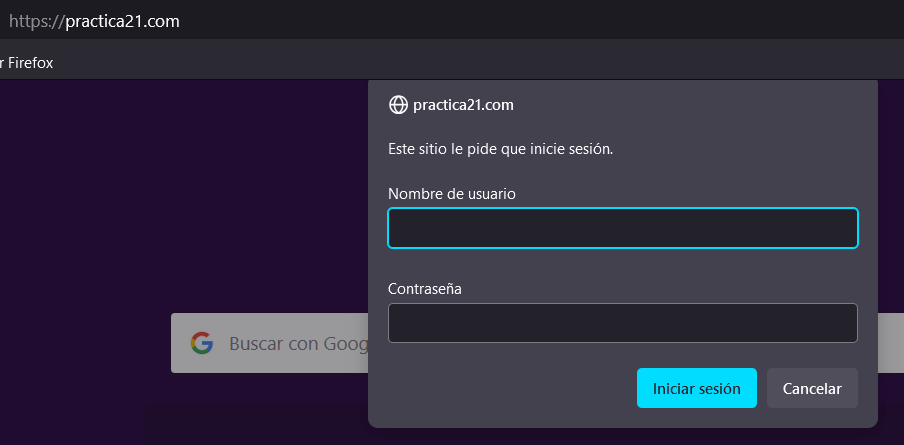 https://practica21.com
r Firefox
practica21.com
Este sitio le pide que inicie sesión.
Nombre de usuario
Contraseña
Buscar con Goog
Iniciar sesión
Cancelar